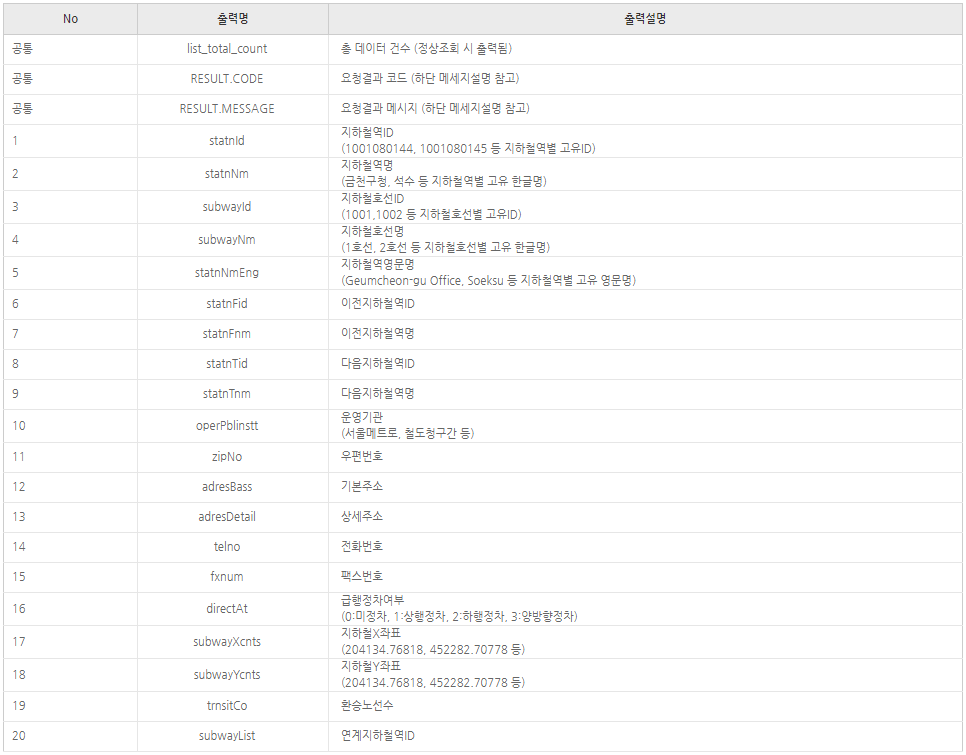 No 출력명 출력설명
공통 list_total_count 총 데이터 건수 (정상조회 시 출력됨)
공통 RESULT.CODE 요청결과 코드 (하단 메세지설명 참고)
공통 RESULT.MESSAGE 요청결과 메시지 (하단 메세지설명 참고)
1 statnId 지하철역ID
(1001080144, 1001080145 등 지하철역별 고유ID)
2 statnNm 지하철역명
(금천구청, 석수 등 지하철역별 고유 한글명)
3 subwayId 지하철호선ID
(1001,1002 등 지하철호선별 고유ID)
4 subwayNm 지하철호선명
(1호선, 2호선 등 지하철호선별 고유 한글명)
5 statnNmEng 지하철역영문명
(Geumcheon-gu Office, Soeksu 등 지하철역별 고유 영문명)
6 statnFid 이전지하철역ID
7 statnFnm 이전지하철역명
8 statnTid 다음지하철역ID
9 statnTnm 다음지하철역명
10 operPblinstt 운영기관
(서울메트로, 철도청구간 등)
11 zipNo 우편번호
12 adresBass 기본주소
13 adresDetail 상세주소
14 telno 전화번호
15 fxnum 팩스번호
16 directAt 급행정차여부
(0:미정차, 1:상행정차, 2:하행정차, 3:양방향정차)
17 subwayXcnts 지하철X좌표
(204134.76818, 452282.70778 등)
18 subwayYcnts 지하철Y좌표
(204134.76818, 452282.70778 등)
19 trnsitCo 환승노선수
20 subwayList 연계지하철역ID